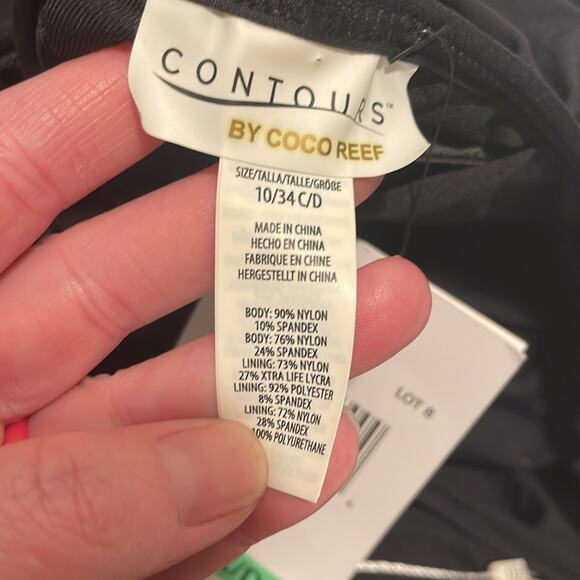 CONTOURS™
BY COCO REEF
SIZE/TALLA/TALLE/GRÖBE
10/34 C/D
MADE IN CHINA
HECHO EN CHINA
FABRIQUE EN CHINE
HERGESTELLT IN CHINA
BODY: 90% NYLON
10% SPANDEX
BODY: 76% NYLON
24% SPANDEX
LINING: 73% NYLON
27% XTRA LIFE LYCRA
LINING: 92% POLYESTER
8% SPANDEX
LINING: 72% NYLON
28% SPANDEX
100% POLYURETHANE
LOT 8